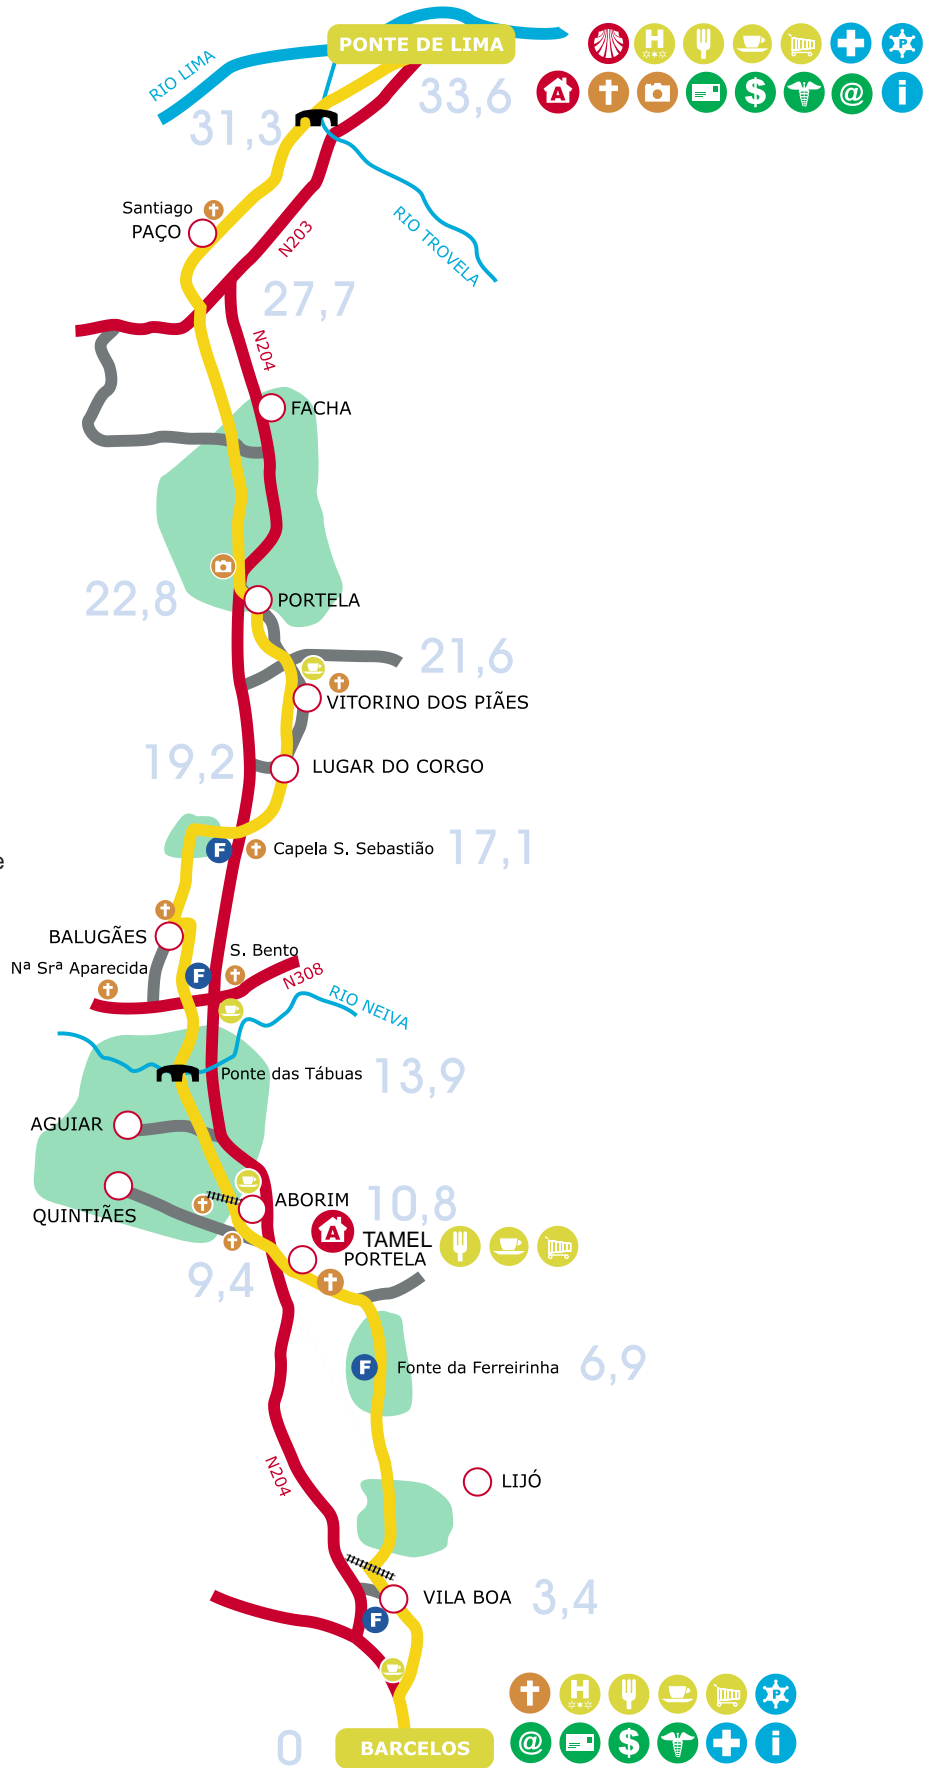 PONTE DE LIMA
H
P
RIO LIMA
33,6
A
$
@
i
31,3
Santiago
PAÇO
RIO TROVELA
N203
27,7
N204
FACHA
22,8
PORTELA
21,6
VITORINO DOS PIÃES
19,2
LUGAR DO CORGO
F
Capela S. Sebastião
17,1
e
BALUGÃES
S. Bento
Nª Srª Aparecida
F
N308
RIO NEIVA
Ponte das Tábuas
13,9
AGUIAR
QUINTIÃES
ABORIM
10,8
A
TAMEL
PORTELA
9,4
F
Fonte da Ferreirinha
6,9
N204
LIJÓ
VILA BOA
3,4
F
H
P
0
BARCELOS
@
$
i